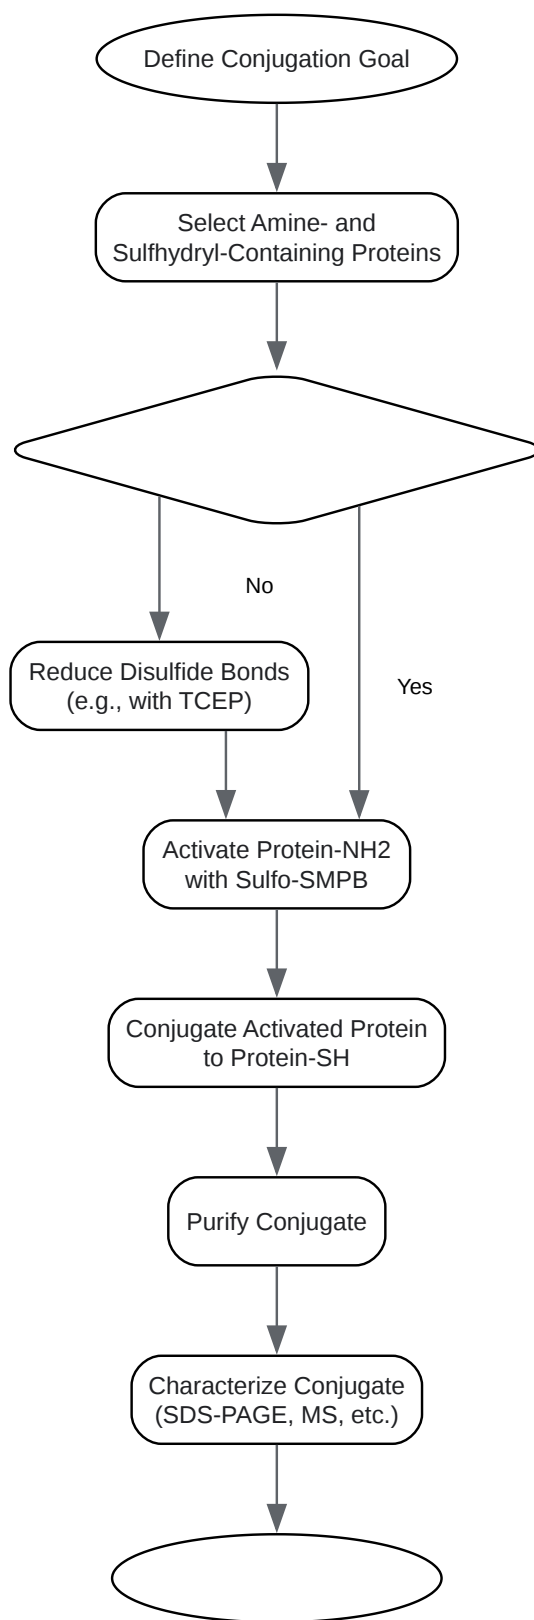 Define Conjugation Goal
Select Amine- and
Sulfhydryl-Containing Proteins
No
Reduce Disulfide Bonds
(e.g., with TCEP)
Yes
Activate Protein-NH2
with Sulfo-SMPB
Conjugate Activated Protein
to Protein-SH
Purify Conjugate
Characterize Conjugate
(SDS-PAGE, MS, etc.)